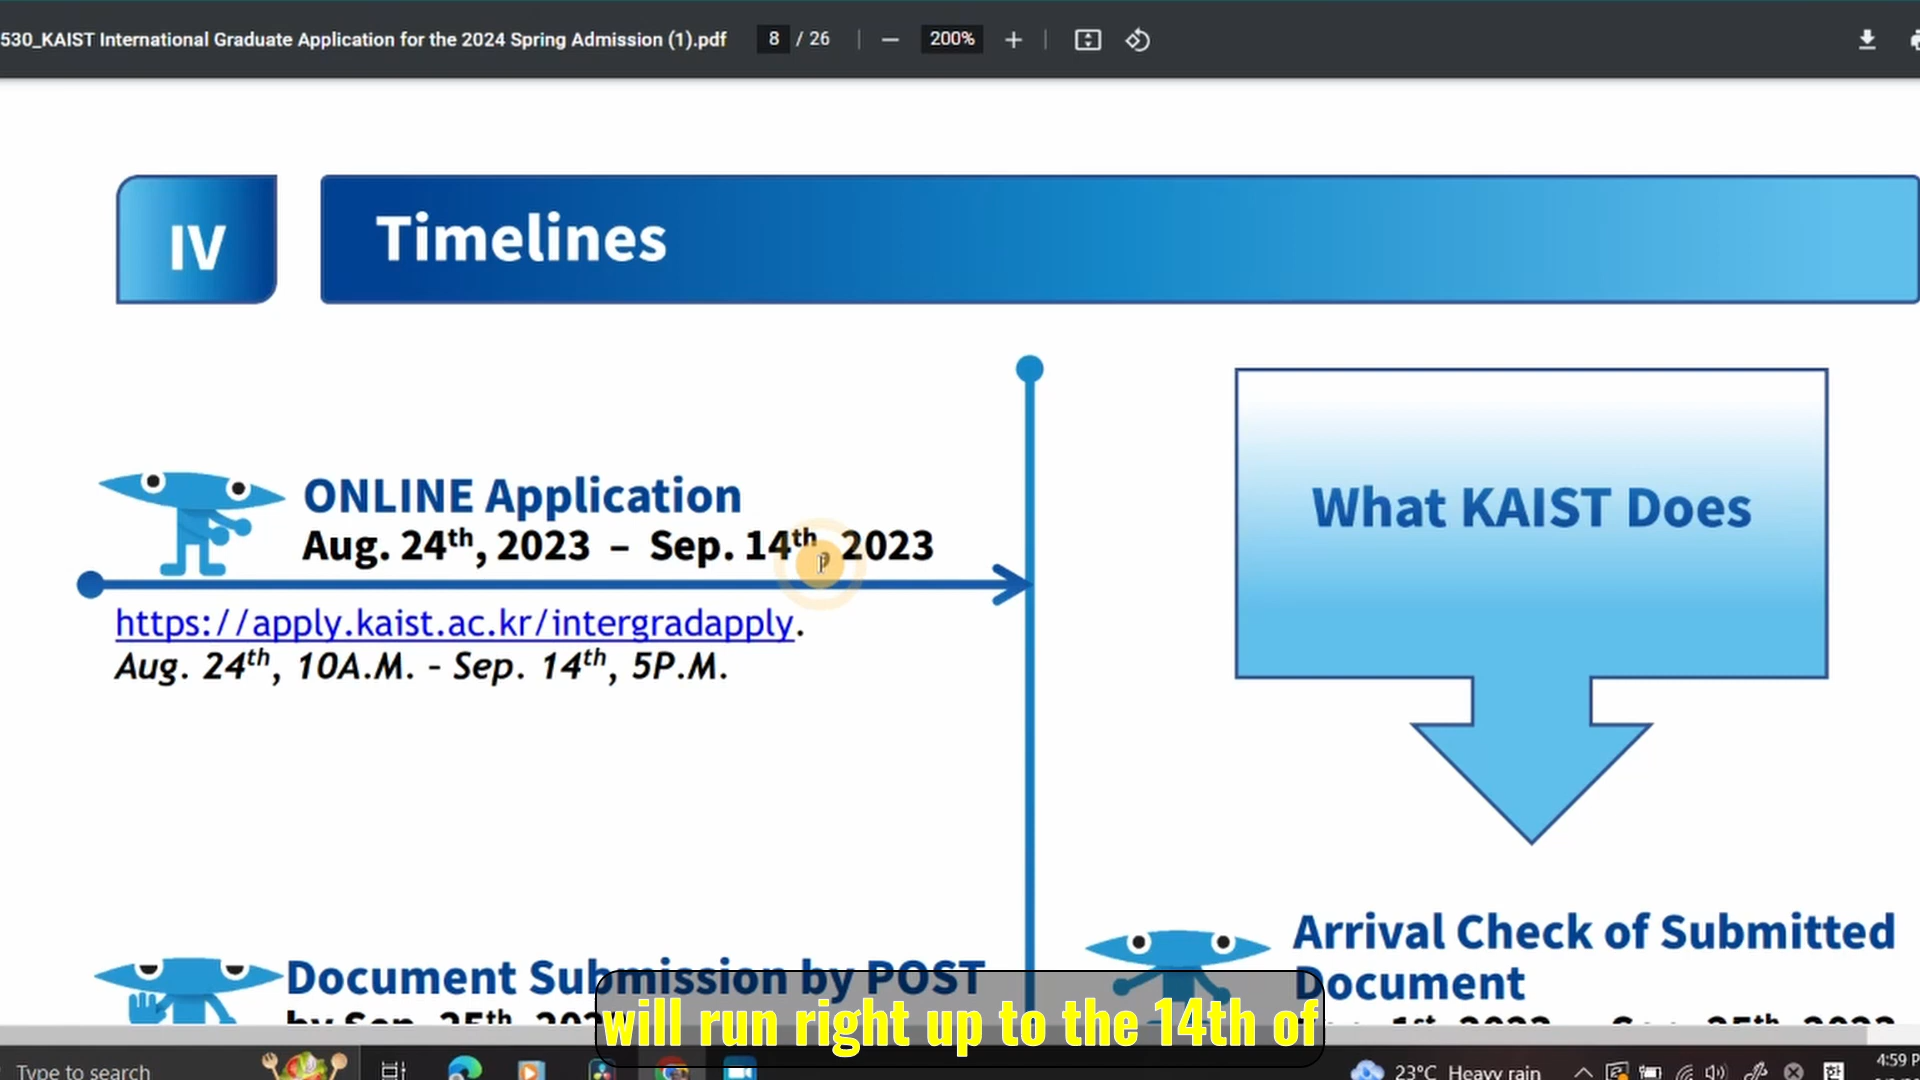 530_KAIST International Graduate Application for the 2024 Spring Admission (1).pdf
8 / 26
200%
IV
Timelines
ONLINE Application
Aug. 24th, 2023 – Sep. 14th, 2023
https://apply.kaist.ac.kr/intergradapply.
Aug. 24th, 10A.M. – Sep. 14th, 5P.M.
What KAIST Does
Arrival Check of Submitted
Document
Document Submission by POST
by Sep. 25th,
will run right up to the 14th of
Type to search
23°C Heavy rain
4:59 P